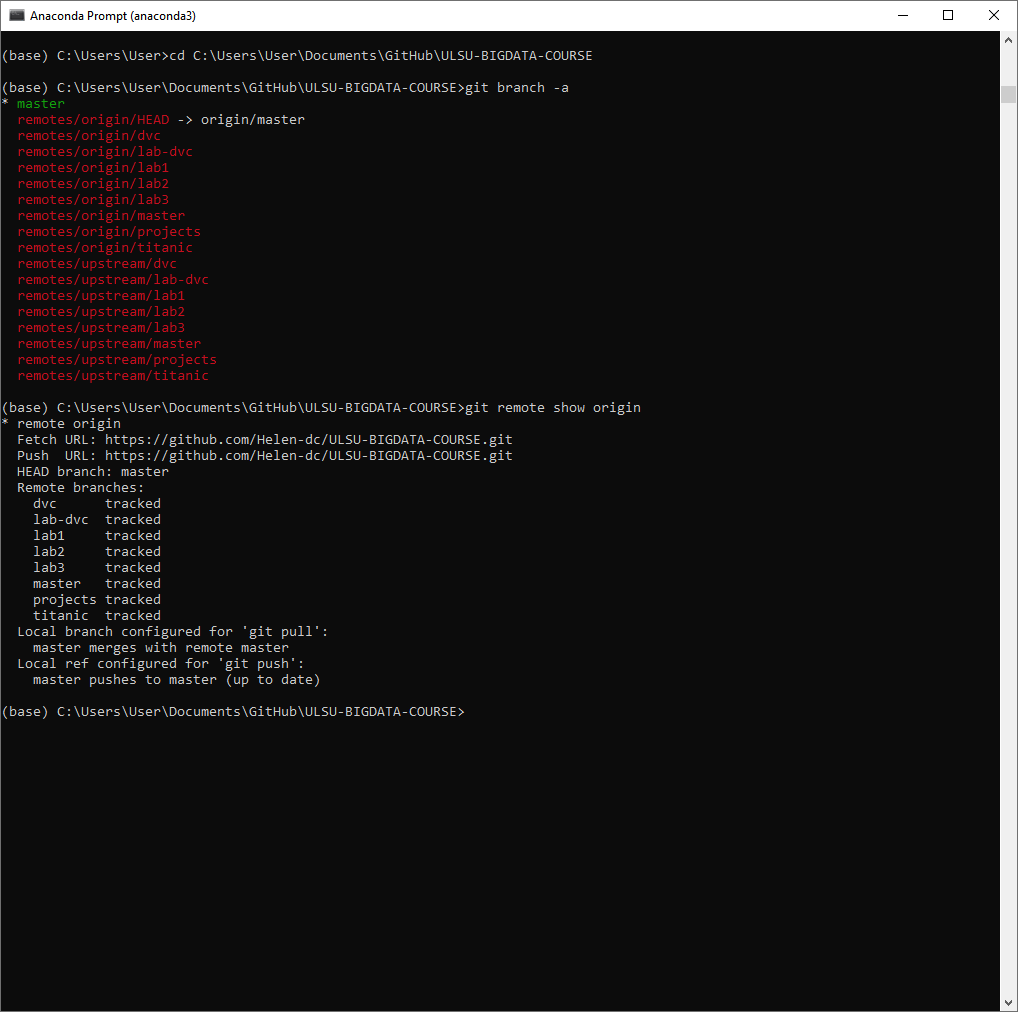 Anaconda Prompt (anaconda3)
(base) C:\Users\User>cd C:\Users\User\Documents\GitHub\ULSU-BIGDATA-COURSE
(base) C:\Users\User\Documents\GitHub\ULSU-BIGDATA-COURSE>git branch -a
* master
  remotes/origin/HEAD -> origin/master
  remotes/origin/dvc
  remotes/origin/lab-dvc
  remotes/origin/lab1
  remotes/origin/lab2
  remotes/origin/lab3
  remotes/origin/master
  remotes/origin/projects
  remotes/origin/titanic
  remotes/upstream/dvc
  remotes/upstream/lab-dvc
  remotes/upstream/lab1
  remotes/upstream/lab2
  remotes/upstream/lab3
  remotes/upstream/master
  remotes/upstream/projects
  remotes/upstream/titanic
(base) C:\Users\User\Documents\GitHub\ULSU-BIGDATA-COURSE>git remote show origin
* remote origin
  Fetch URL: https://github.com/Helen-dc/ULSU-BIGDATA-COURSE.git
  Push  URL: https://github.com/Helen-dc/ULSU-BIGDATA-COURSE.git
  HEAD branch: master
  Remote branches:
    dvc      tracked
    lab-dvc  tracked
    lab1     tracked
    lab2     tracked
    lab3     tracked
    master   tracked
    projects tracked
    titanic  tracked
  Local branch configured for 'git pull':
    master merges with remote master
  Local ref configured for 'git push':
    master pushes to master (up to date)
(base) C:\Users\User\Documents\GitHub\ULSU-BIGDATA-COURSE>